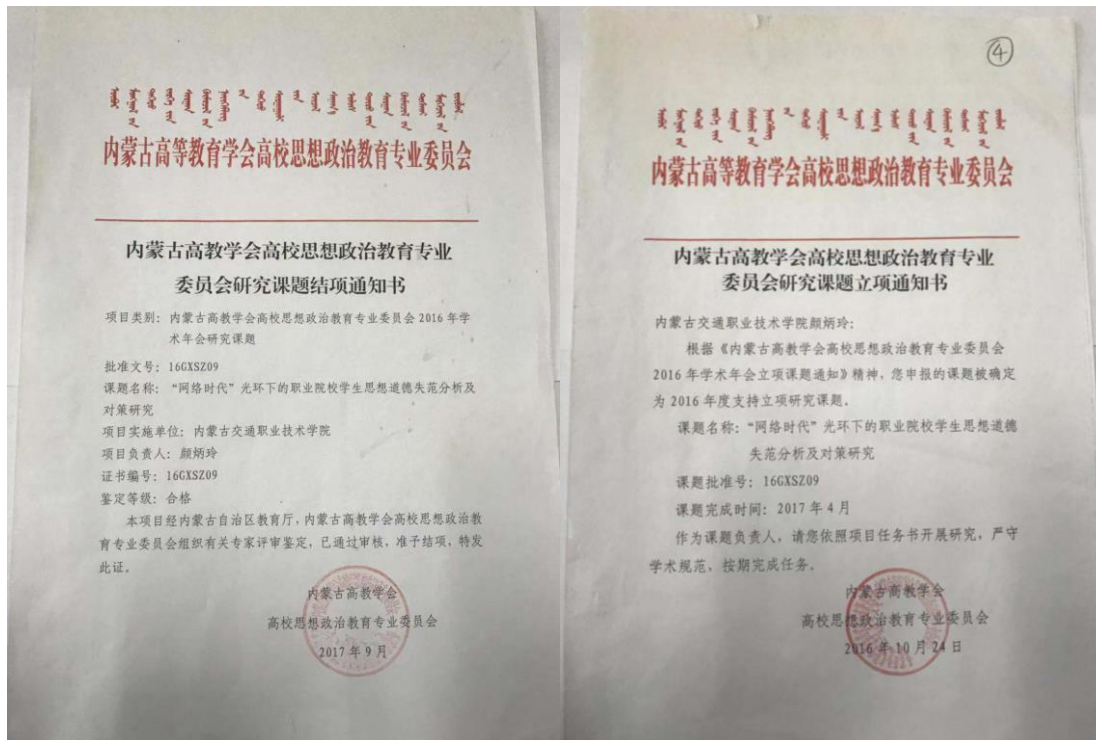 内蒙古高等教育学会高校思想政治教育专业委员会
内蒙古高教学会高校思想政治教育专业
委员会研究课题结项通知书
项目类别：内蒙古高教学会高校思想政治教育专业委员会2016年学
术年会研究课题
批准文号：16GXSZ09
课题名称：“网络时代”光环下的职业院校学生思想道德失范分析及
对策研究
项目实施单位：内蒙古交通职业技术学院
项目负责人：颜炳玲
证书编号：16GXSZ09
鉴定等级：合格
本项目经内蒙古自治区教育厅，内蒙古高教学会高校思想政治教
育专业委员会组织有关专家评审鉴定，已通过审核，准予结项，特发
此证。
内蒙古高教学会
高校思想政治教育专业委员会
2017年9月
④
内蒙古高等教育学会高校思想政治教育专业委员会
内蒙古高教学会高校思想政治教育专业
委员会研究课题立项通知书
内蒙古交通职业技术学院颜炳玲：
根据《内蒙古高教学会高校思想政治教育专业委员会
2016年学术年会立项课题通知》精神，您申报的课题被确定
为2016年度支持立项研究课题。
课题名称：“网络时代”光环下的职业院校学生思想道德
失范分析及对策研究
课题批准号：16GXSZ09
课题完成时间：2017年4月
作为课题负责人，请您依照项目任务书开展研究，严守
学术规范，按期完成任务。
内蒙古高教学会
高校思想政治教育专业委员会
2016年10月24日